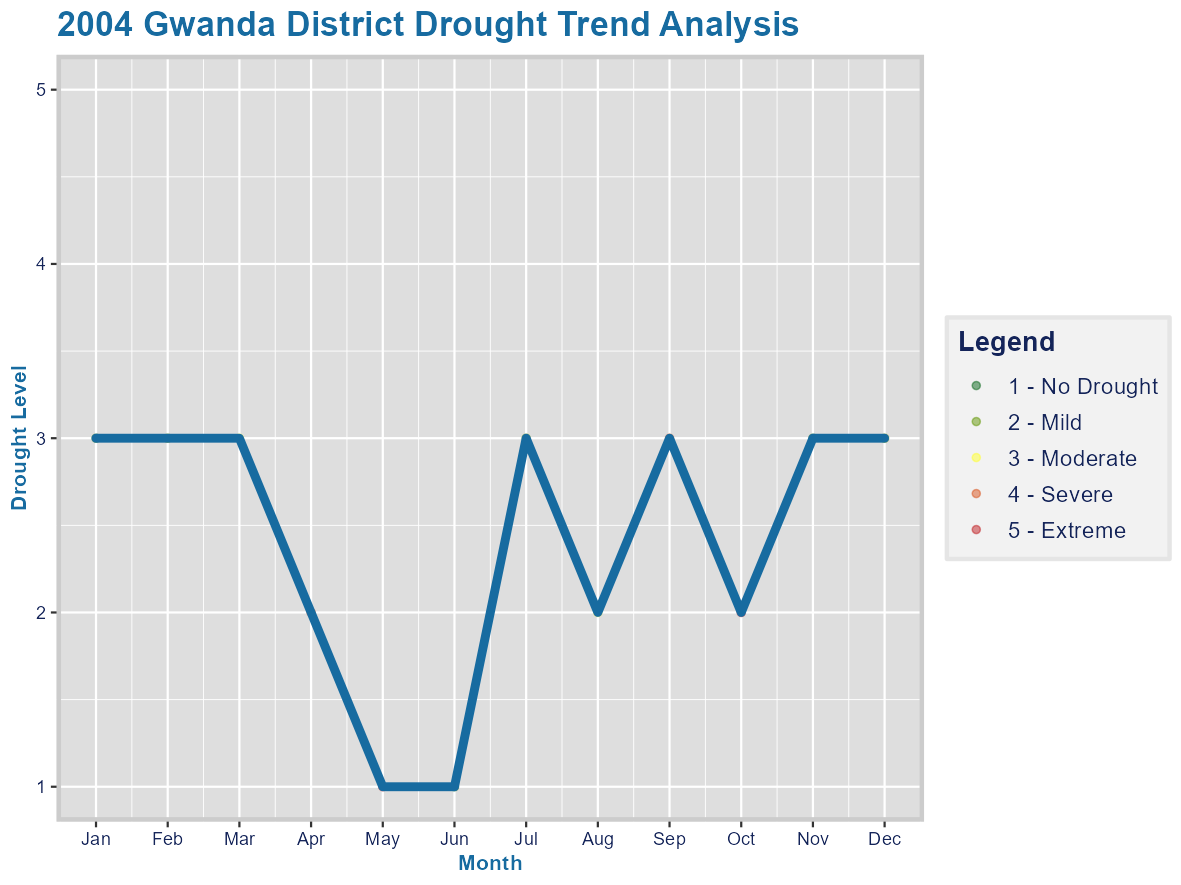 2004 Gwanda District Drought Trend Analysis
Drought Level
5
4
3
2
1
Jan Feb Mar Apr May Jun Jul Aug Sep Oct Nov Dec
Month
Legend
1 - No Drought
2 - Mild
3 - Moderate
4 - Severe
5 - Extreme